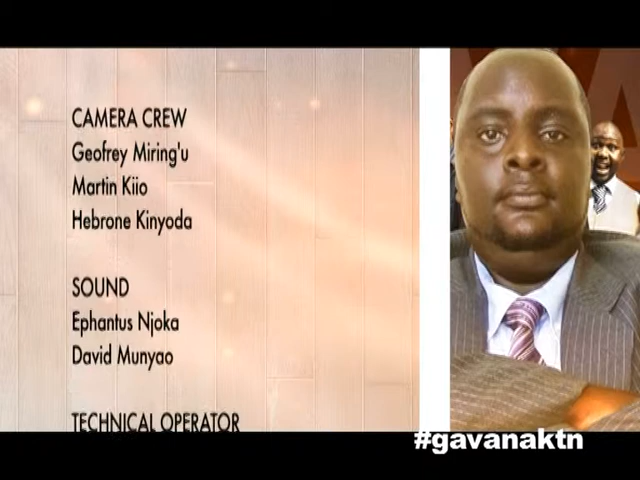 CAMERA CREW
Geofrey Miring'u
Martin Kiio
Hebrone Kinyoda
SOUND
Ephantus Njoka
David Munyao
TECHNICAL OPERATOR
#gavanaktn